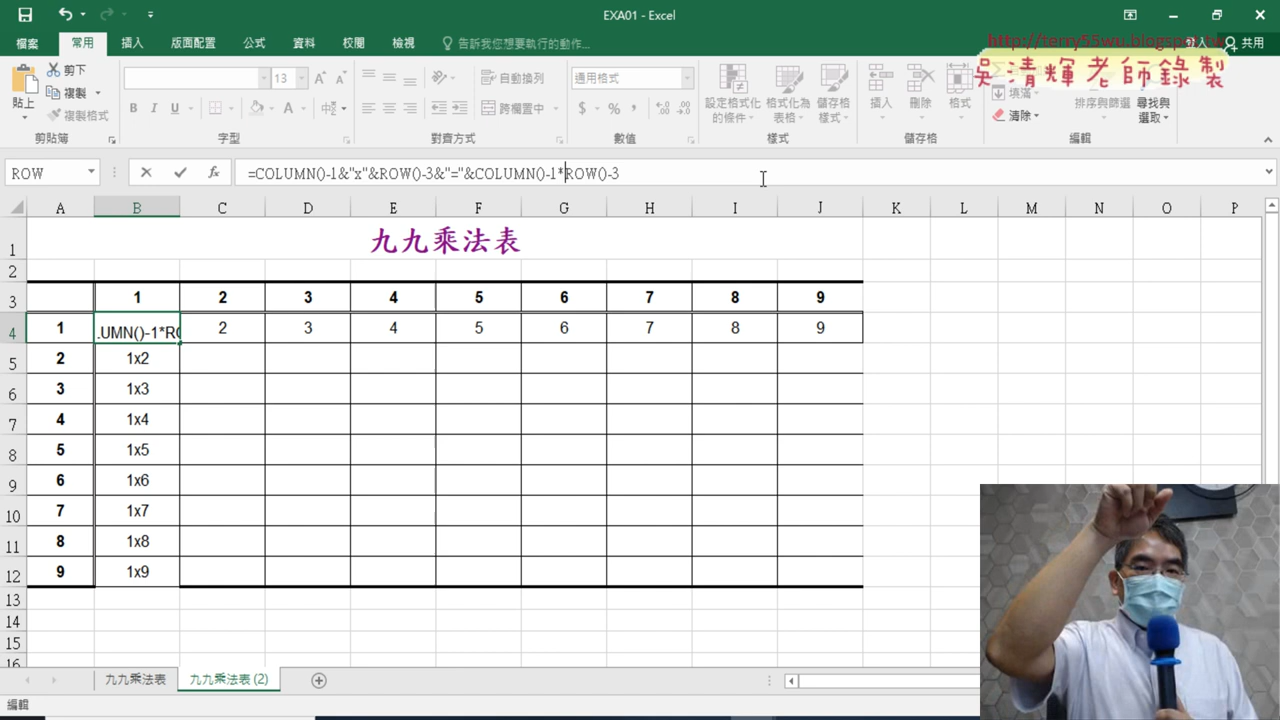 EXA01 - Excel
http://terry55wu.blogspot.tw
吳清輝老師錄製
檔案 常用 插入 版面配置 公式 資料 校閱 檢視 告訴我您想要執行的動作... 共用
貼上 剪下 複製 複製格式 剪貼簿
13 字型
自動換列 跨欄置中 對齊方式
通用格式 數值
設定格式化的條件 格式化為表格 儲存格樣式 樣式
插入 刪除 格式 儲存格
填滿 清除 排序與篩選 尋找與選取 編輯
ROW =COLUMN()-1&"x"&ROW()-3&"="&COLUMN()-1*ROW()-3
A B C D E F G H I J K L M N O P
1 九九乘法表
2
3 1 2 3 4 5 6 7 8 9
4 1 .UMN()-1*RO 2 3 4 5 6 7 8 9
5 2 1x2
6 3 1x3
7 4 1x4
8 5 1x5
9 6 1x6
10 7 1x7
11 8 1x8
12 9 1x9
13
14
15
16
九九乘法表 九九乘法表 (2)
編輯